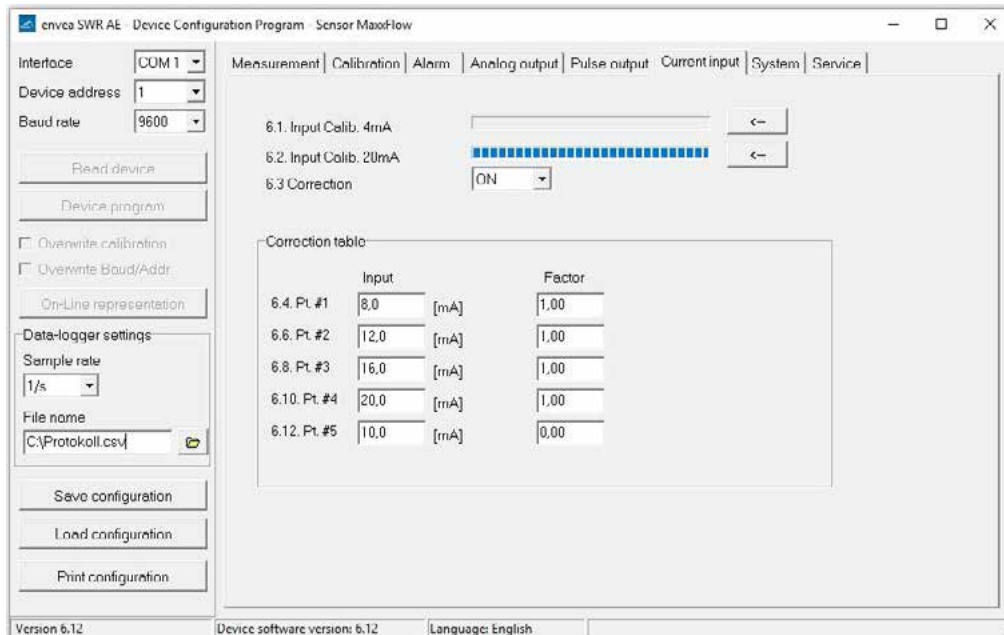 envea SWR AE - Device Configuration Program - Sensor MaxxFlow
Interface COM 1
Device address 1
Baud rate 9600
Read device
Device program
Overwrite calibration
Overwrite Baud/Addr
On-Line representation
Data-logger settings
Sample rate
1/s
File name
C:\Protokoll.csv
Save configuration
Load configuration
Print configuration
Measurement Calibration Alarm Analog output Pulse output Current input System Service
6.1. Input Calib. 4mA <--
6.2. Input Calib. 20mA <--
6.3 Correction ON
Correction table
Input Factor
6.4. Pt. #1 8,0 [mA] 1,00
6.6. Pt. #2 12,0 [mA] 1,00
6.8. Pt. #3 16,0 [mA] 1,00
6.10. Pt. #4 20,0 [mA] 1,00
6.12. Pt. #5 10,0 [mA] 0,00
Version 6.12 Device software version: 6.12 Language: English